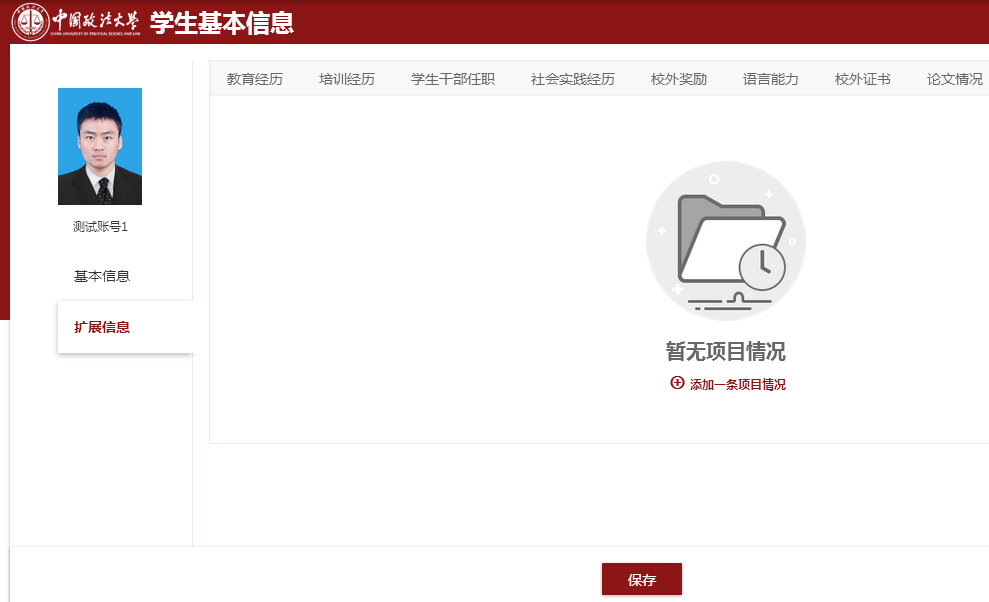 中国政法大学 学生基本信息
CHINA UNIVERSITY OF POLITICAL SCIENCE AND LAW
教育经历 培训经历 学生干部任职 社会实践经历 校外奖励 语言能力 校外证书 论文情况
测试账号1
基本信息
扩展信息
暂无项目情况
添加一条项目情况
保存